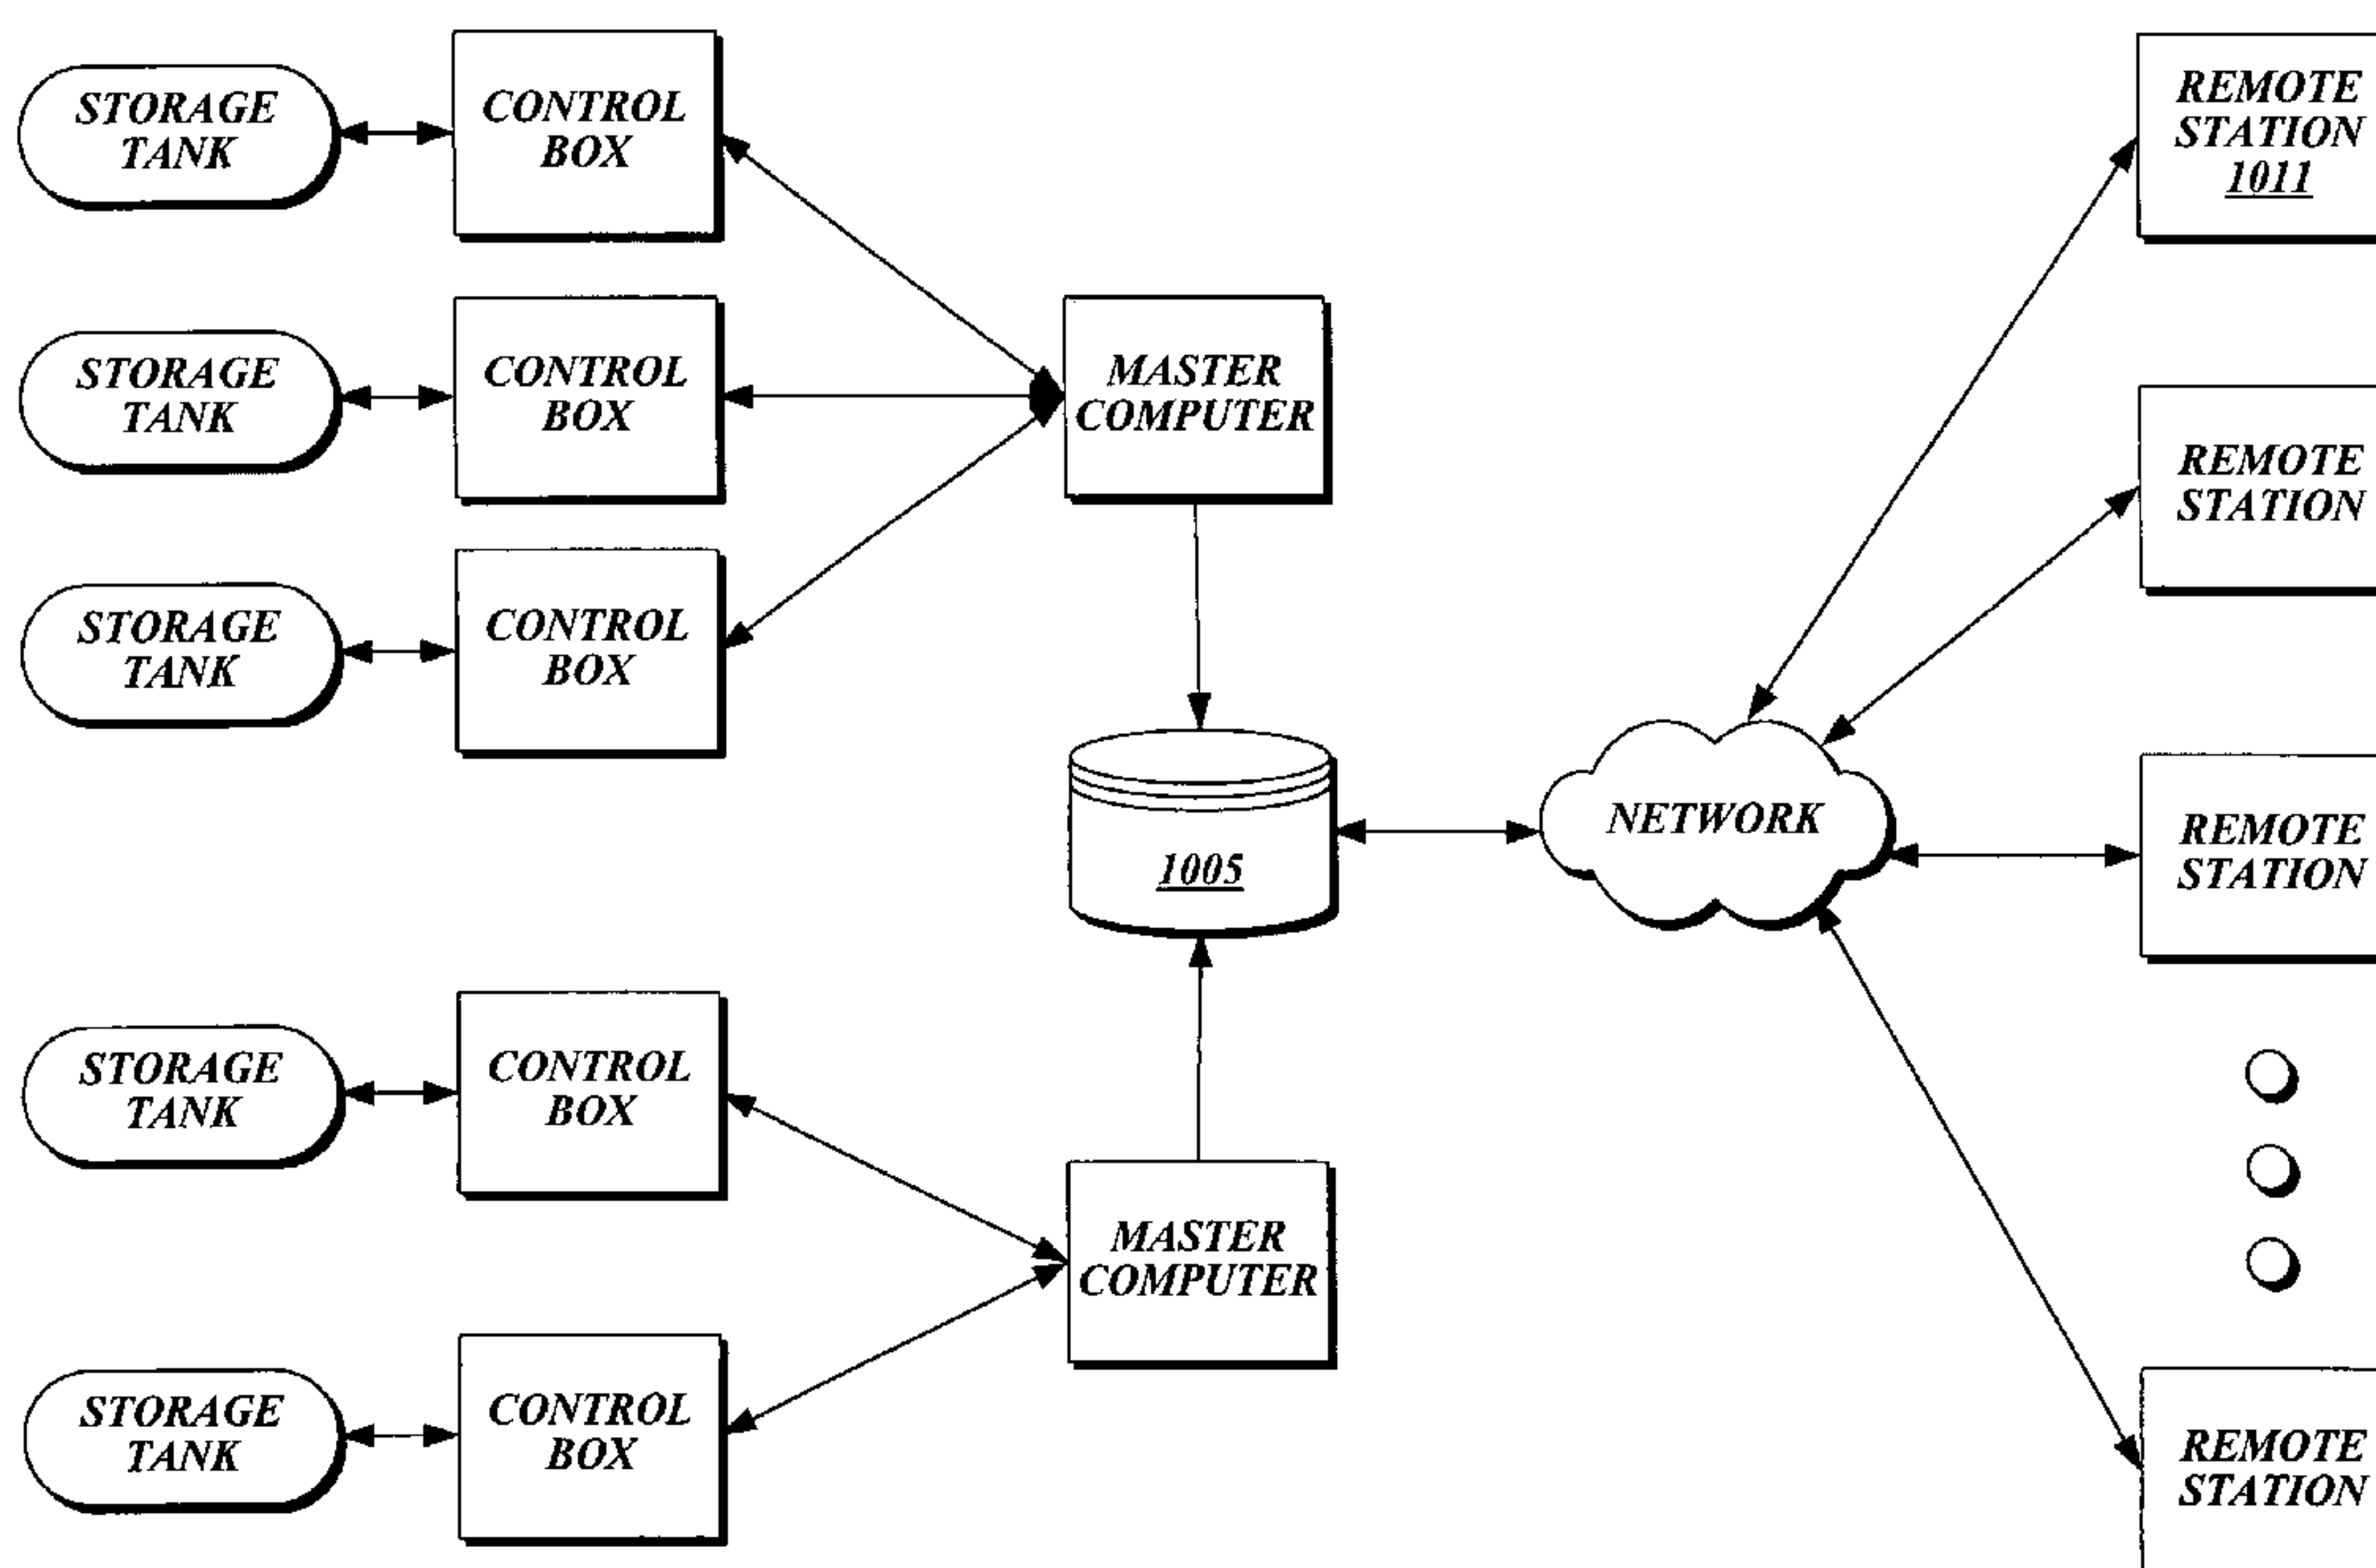 STORAGE
TANK
CONTROL
BOX
REMOTE
STATION
1011
STORAGE
TANK
CONTROL
BOX
MASTER
COMPUTER
REMOTE
STATION
STORAGE
TANK
CONTROL
BOX
1005
NETWORK
REMOTE
STATION
STORAGE
TANK
CONTROL
BOX
MASTER
COMPUTER
STORAGE
TANK
CONTROL
BOX
REMOTE
STATION